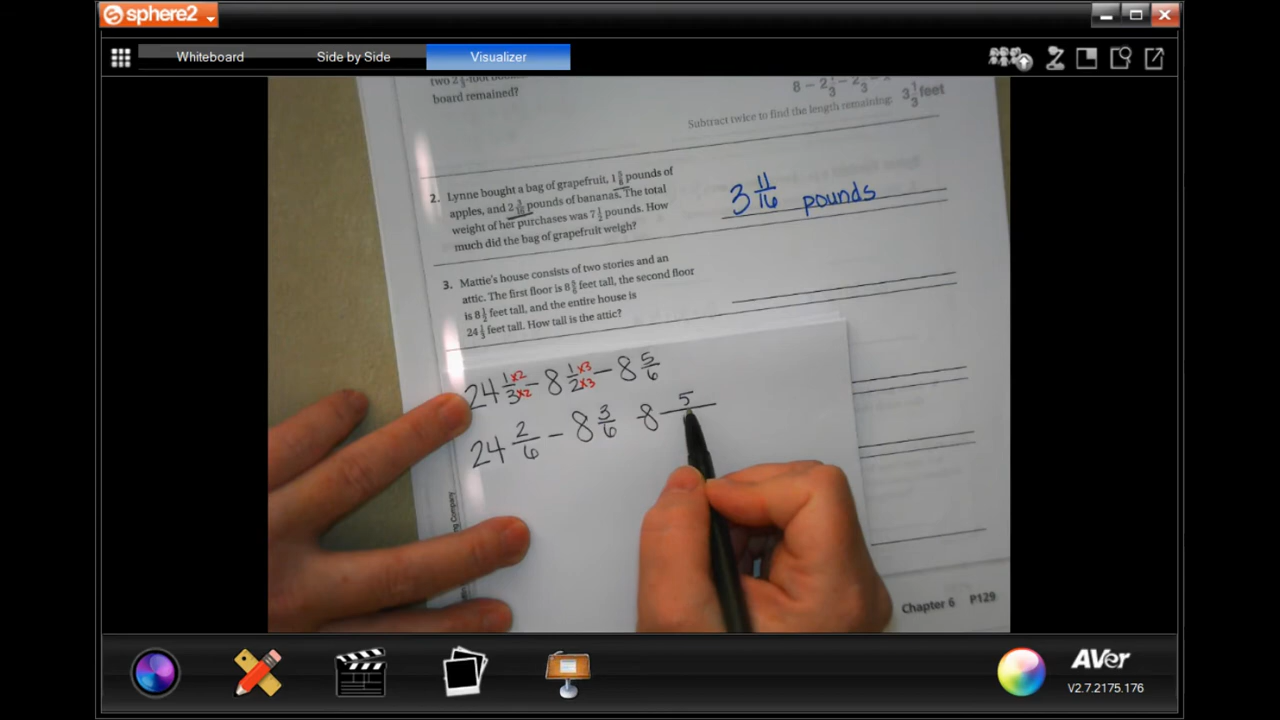 sphere2
Whiteboard Side by Side Visualizer
board remained?
Subtract twice to find the length remaining: 3 1/3 feet
2. Lynne bought a bag of grapefruit, 1 5/8 pounds of
apples, and 2 3/16 pounds of bananas. The total
weight of her purchases was 7 1/2 pounds. How
much did the bag of grapefruit weigh?
3 11/16 pounds
3. Mattie's house consists of two stories and an
attic. The first floor is 8 5/6 feet tall, the second floor
is 8 1/2 feet tall, and the entire house is
24 1/3 feet tall. How tall is the attic?
24 1×2/3×2 - 8 1×3/2×3 - 8 5/6
24 2/6 - 8 3/6 8 5/
Company
Chapter 6 P129
AVer
V2.7.2175.176